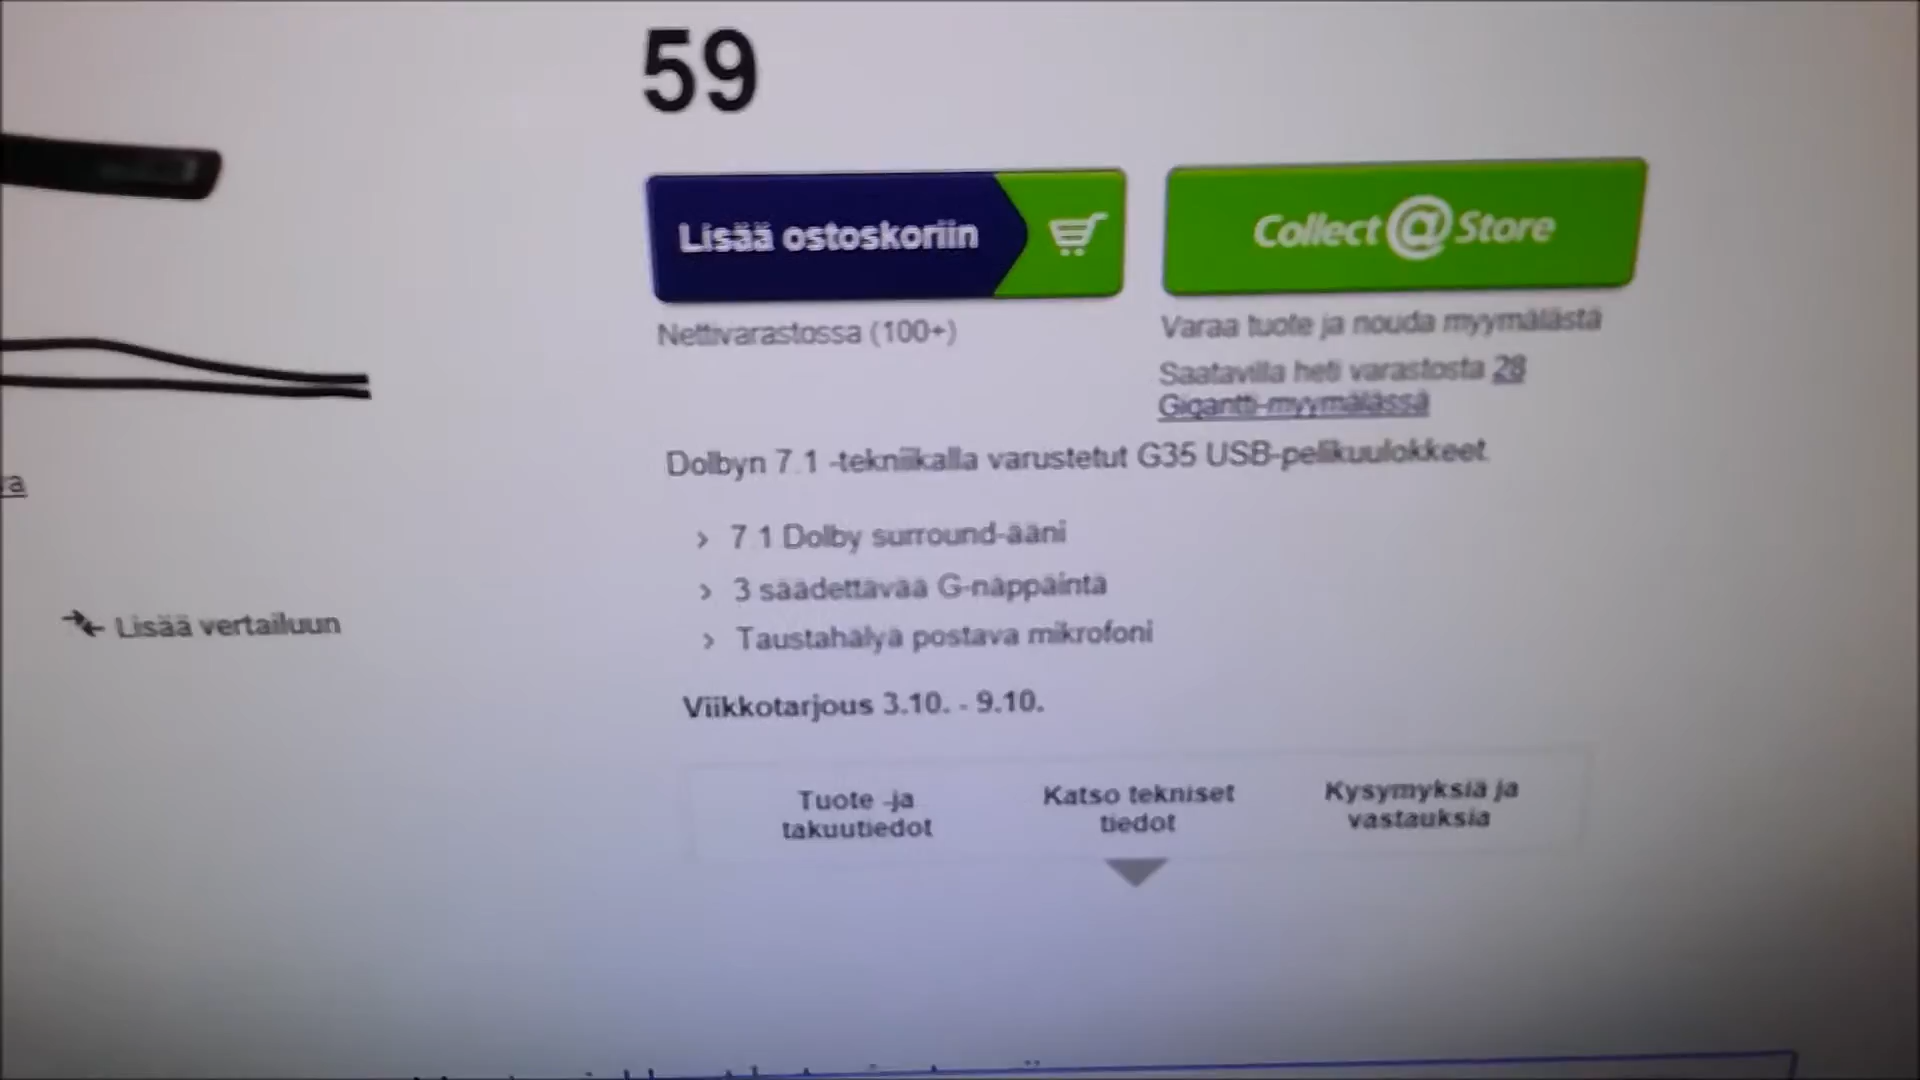 59
Lisää ostoskoriin
Collect@Store
Nettivarastossa (100+)
Varaa tuote ja nouda myymälästä
Saatavilla heti varastosta 28
Gigantti-myymälässä
Dolbyn 7.1 -tekniikalla varustetut G35 USB-pelikuulokkeet.
› 7.1 Dolby surround-ääni
› 3 säädettävää G-näppäintä
› Taustahälyä poistava mikrofoni
Lisää vertailuun
Viikkotarjous 3.10. - 9.10.
Tuote -ja
takuutiedot
Katso tekniset
tiedot
Kysymyksiä ja
vastauksia